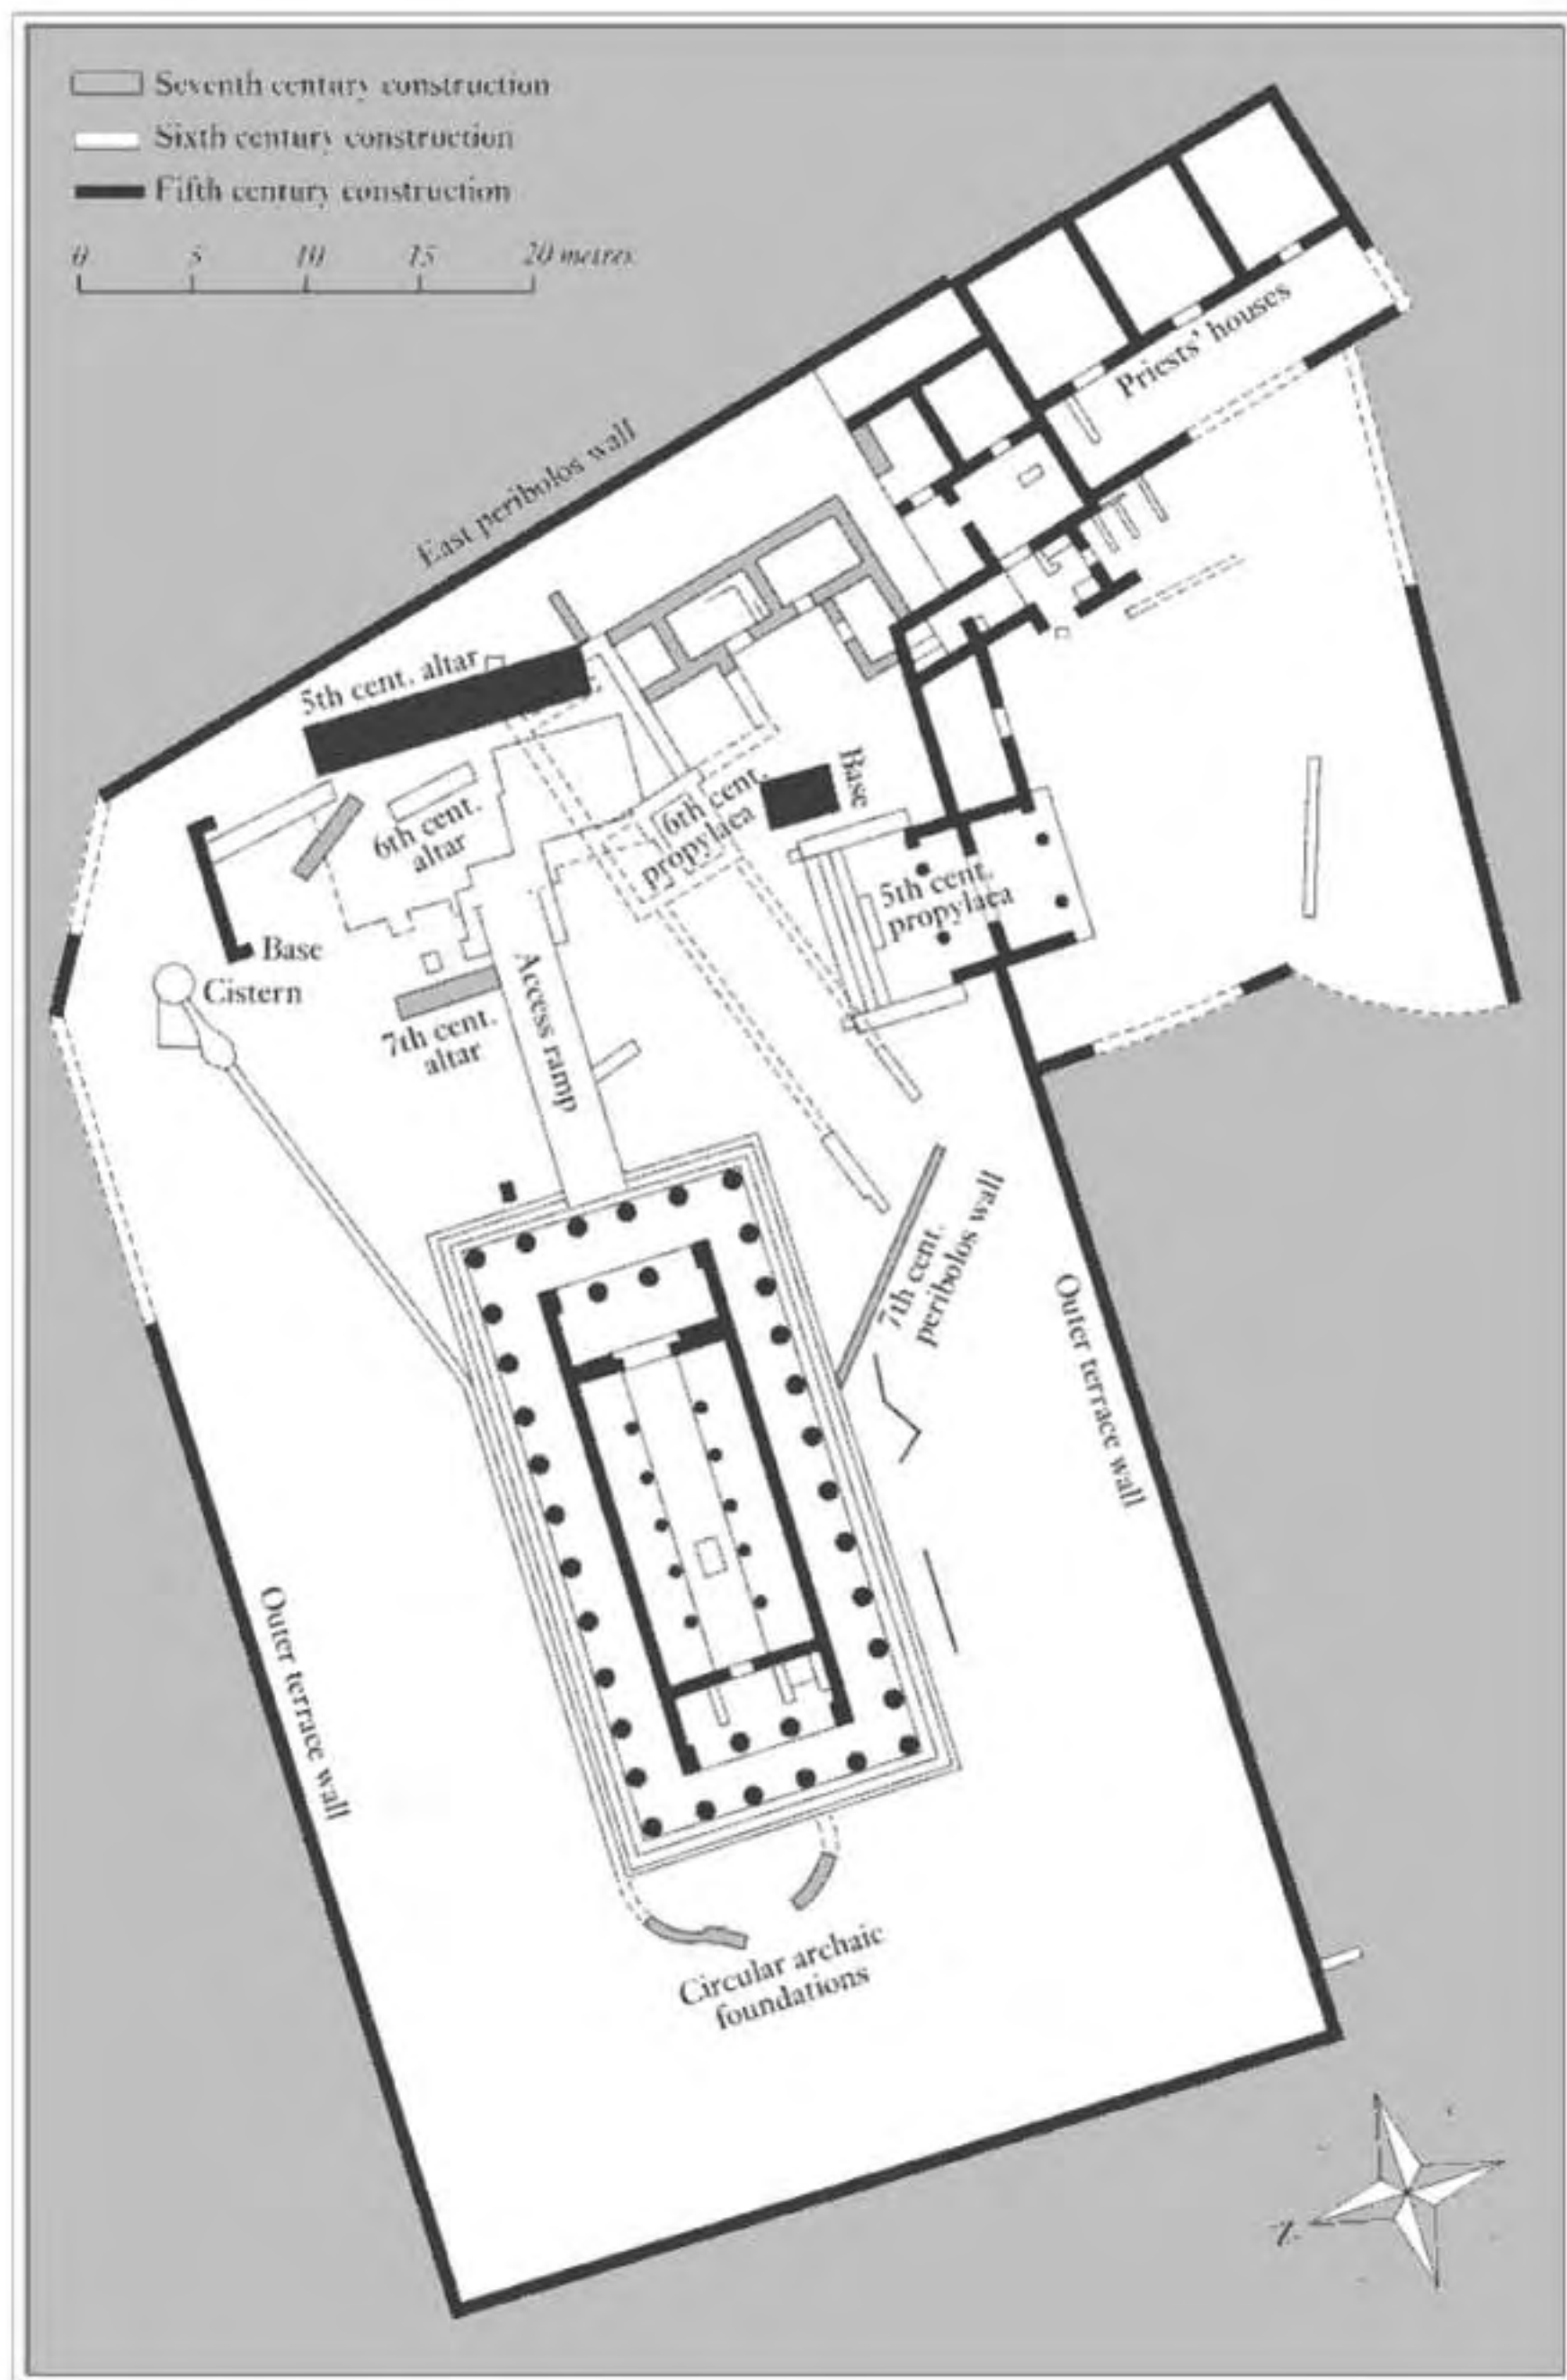 Seventh century construction
Sixth century construction
Fifth century construction
0 5 10 15 20 metres
Priests' houses
East peribolos wall
5th cent. altar
6th cent.
altar
6th cent.
propylaea
Base
5th cent.
propylaea
Base
Cistern
7th cent.
altar
Access ramp
7th cent.
peribolos wall
Outer terrace wall
Outer terrace wall
Circular archaic
foundations
N